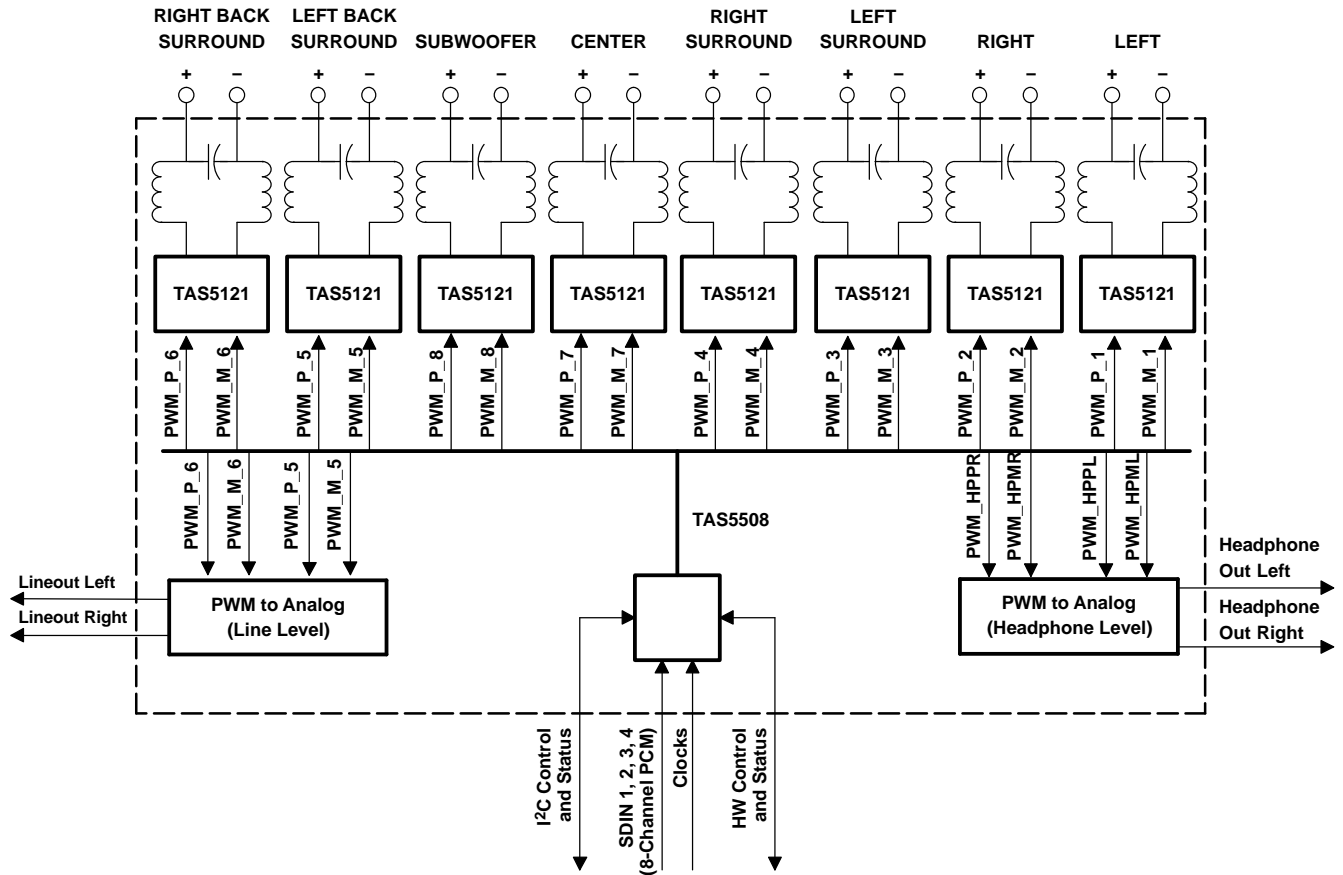 RIGHT BACK
SURROUND
LEFT BACK
SURROUND
SUBWOOFER
CENTER
RIGHT
SURROUND
LEFT
SURROUND
RIGHT
LEFT
+ −
+ −
+ −
+ −
+ −
+ −
+ −
+ −
TAS5121
TAS5121
TAS5121
TAS5121
TAS5121
TAS5121
TAS5121
TAS5121
PWM_P_6
PWM_M_6
PWM_P_5
PWM_M_5
PWM_P_8
PWM_M_8
PWM_P_7
PWM_M_7
PWM_P_4
PWM_M_4
PWM_P_3
PWM_M_3
PWM_P_2
PWM_M_2
PWM_P_1
PWM_M_1
PWM_P_6
PWM_M_6
PWM_P_5
PWM_M_5
PWM_HPPR
PWM_HPMR
PWM_HPPL
PWM_HPML
TAS5508
Lineout Left
Lineout Right
PWM to Analog
(Line Level)
PWM to Analog
(Headphone Level)
Headphone
Out Left
Headphone
Out Right
I²C Control
and Status
SDIN 1, 2, 3, 4
(8-Channel PCM)
Clocks
HW Control
and Status